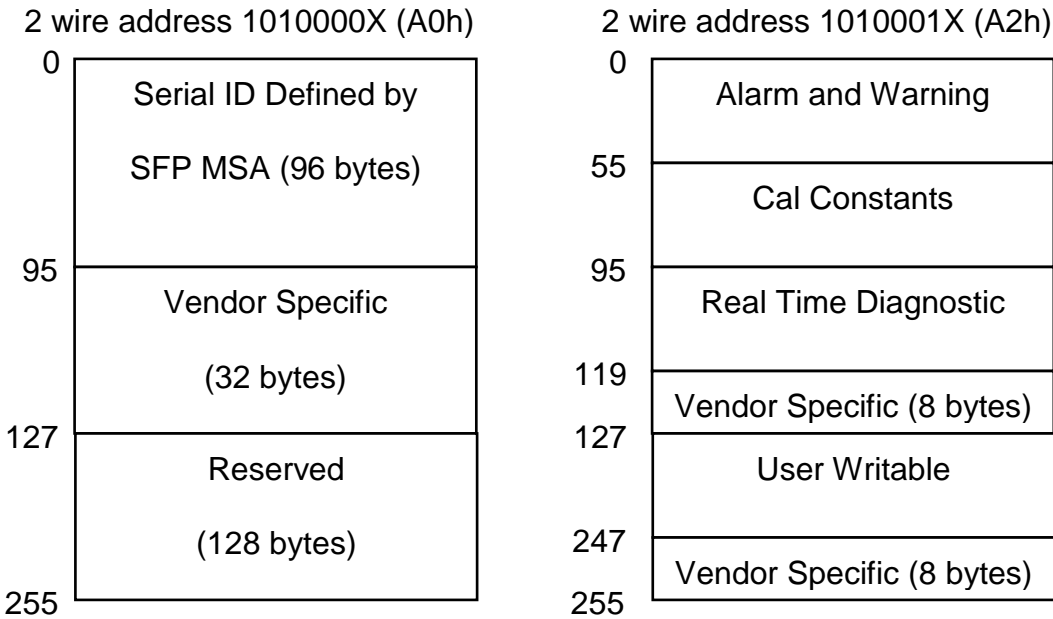 2 wire address 1010000X (A0h)
0
Serial ID Defined by
SFP MSA (96 bytes)
95
Vendor Specific
(32 bytes)
127
Reserved
(128 bytes)
255
2 wire address 1010001X (A2h)
0
Alarm and Warning
55
Cal Constants
95
Real Time Diagnostic
119
Vendor Specific (8 bytes)
127
User Writable
247
Vendor Specific (8 bytes)
255